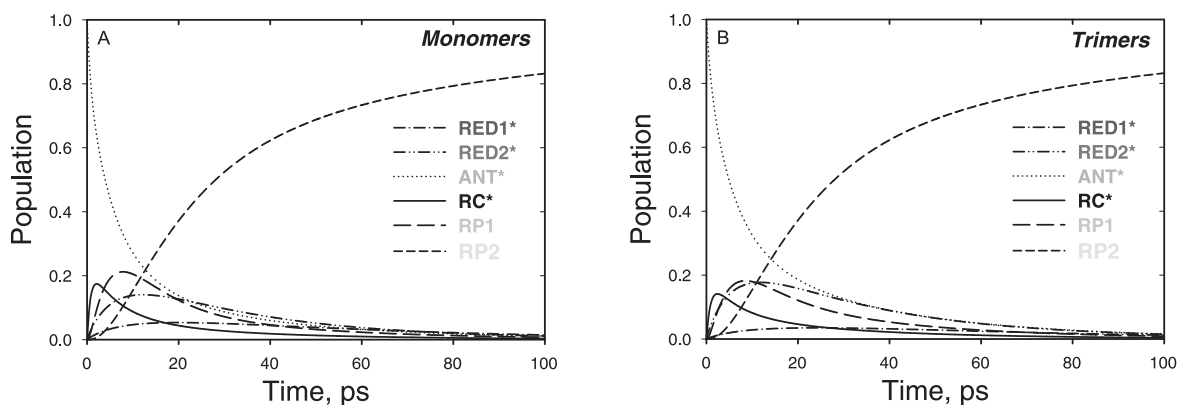 A
Monomers
Population
1.0
0.8
0.6
0.4
0.2
0.0
RED1*
RED2*
ANT*
RC*
RP1
RP2
0 20 40 60 80 100
Time, ps
B
Trimers
Population
1.0
0.8
0.6
0.4
0.2
0.0
RED1*
RED2*
ANT*
RC*
RP1
RP2
0 20 40 60 80 100
Time, ps